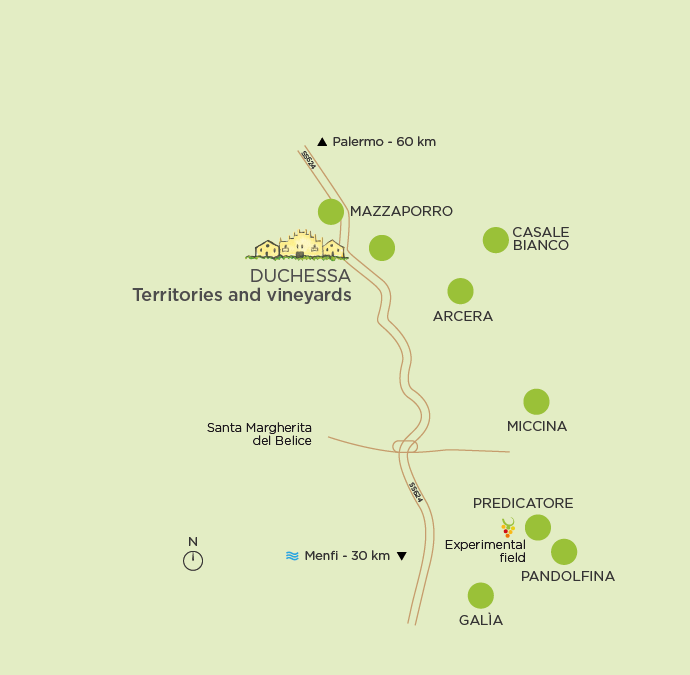 Palermo - 60 km
SS624
MAZZAPORRO
CASALE
BIANCO
DUCHESSA
Territories and vineyards
ARCERA
MICCINA
Santa Margherita
del Belice
SS624
PREDICATORE
Experimental
field
N
Menfi - 30 km
PANDOLFINA
GALÌA